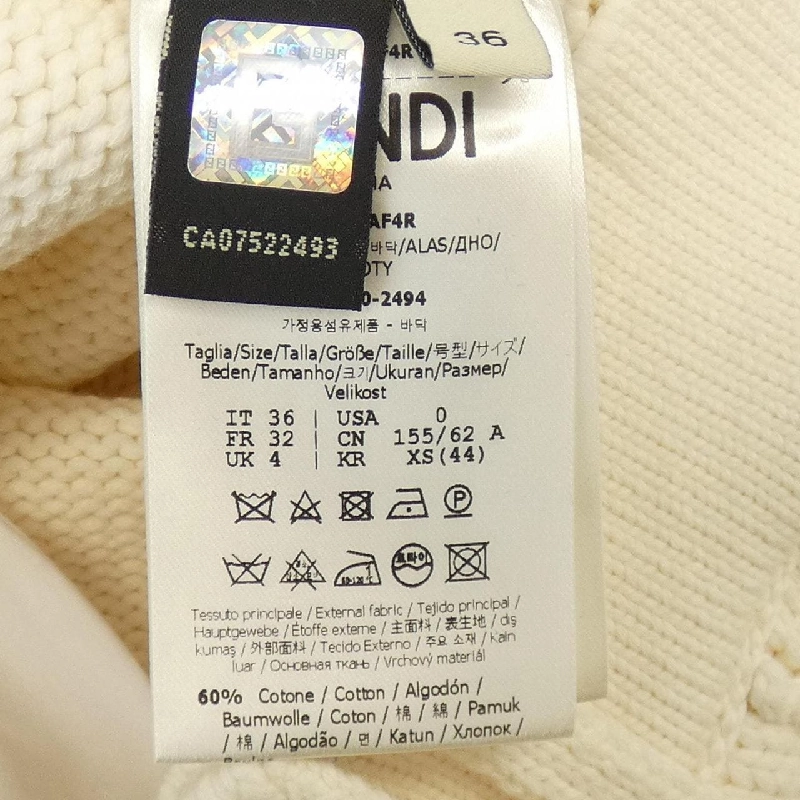 36
AF4R
NDI
MA
CA07522493
AF4R
바닥/ALAS/ДНО/
OTY
0-2494
가정용섬유제품 - 바닥
Taglia/Size/Talla/Größe/Taille/号型/サイズ/
Beden/Tamanho/크기/Ukuran/Размер/
Velikost
IT 36 | USA 0
FR 32 | CN 155/62 A
UK 4 | KR XS(44)
P
Tessuto principale / External fabric / Tejido principal /
Hauptgewebe / Étoffe externe / 主面料 / 表生地 / dış
kumaş / 外部面料 / Tecido Externo / 주요 소재 / kain
luar / Основная ткань / Vrchový materiál
60% Cotone / Cotton / Algodón /
Baumwolle / Coton / 棉 / 綿 / Pamuk
/ 棉 / Algodão / 면 / Katun / Хлопок /